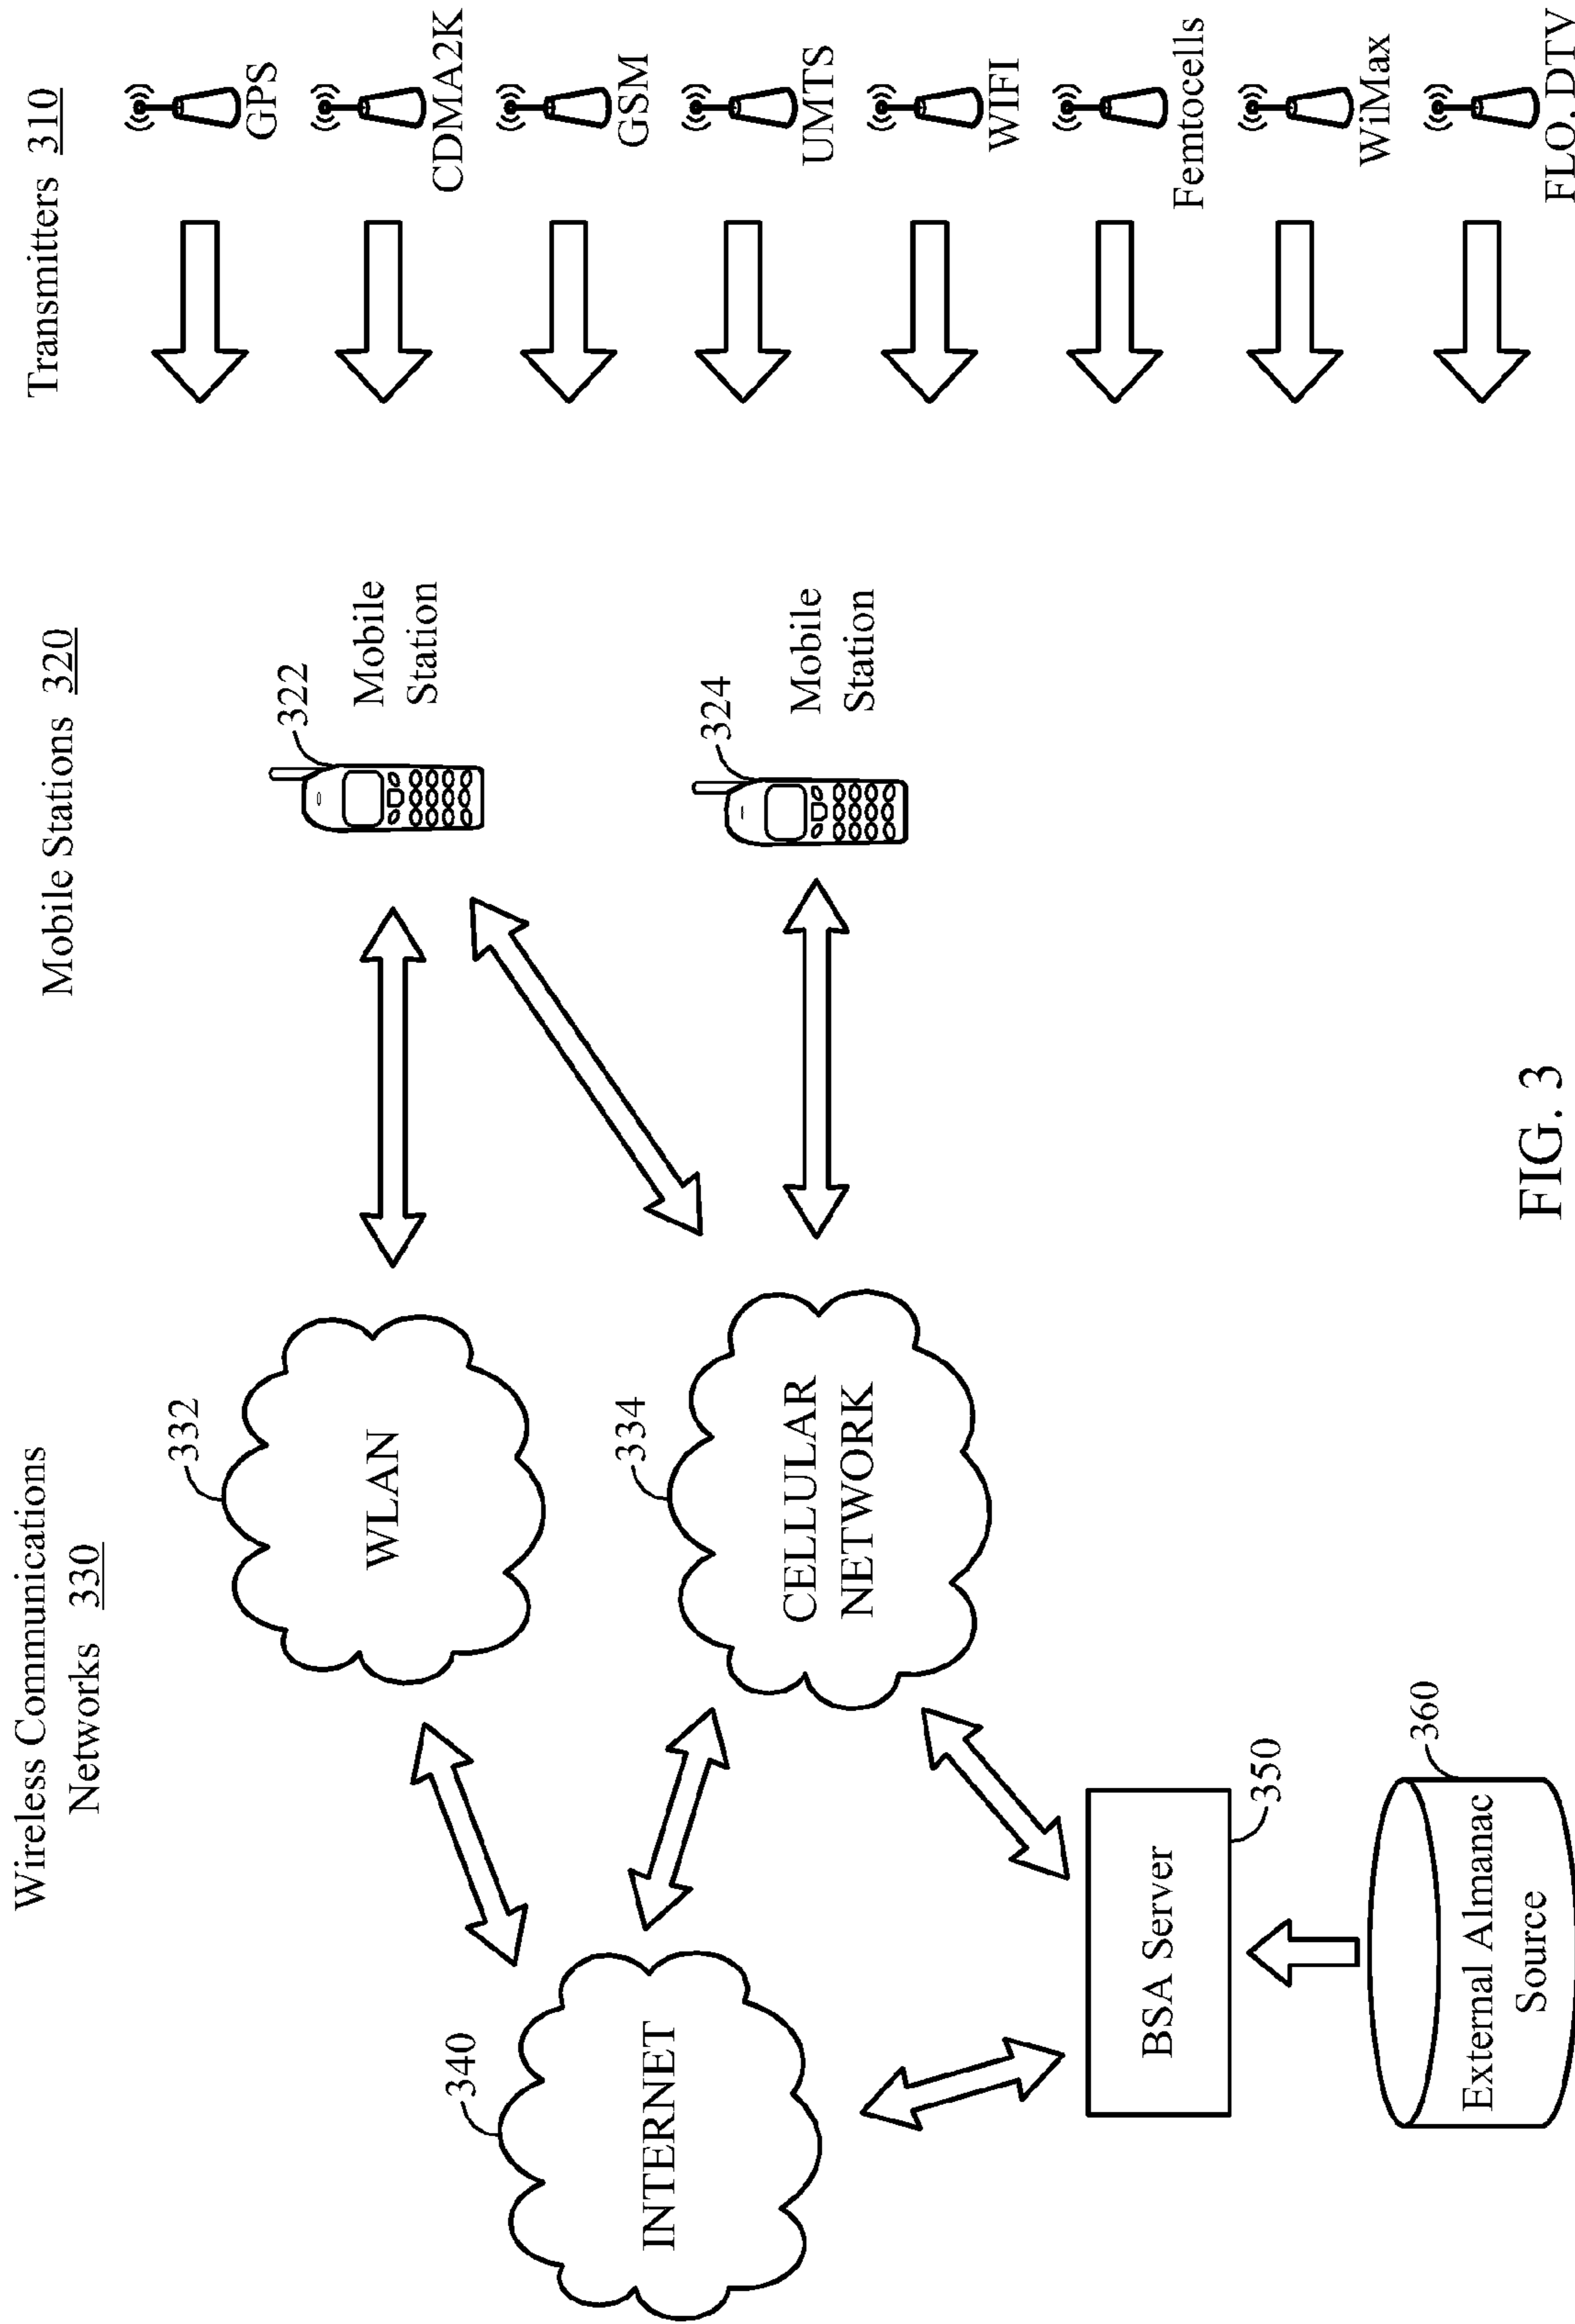 Wireless Communications
Networks 330
Mobile Stations 320
Transmitters 310
332
WLAN
334
CELLULAR
NETWORK
340
INTERNET
BSA Server
350
360
External Almanac
Source
322
Mobile
Station
324
Mobile
Station
GPS
CDMA2K
GSM
UMTS
WIFI
Femtocells
WiMax
FLO, DTV
FIG. 3